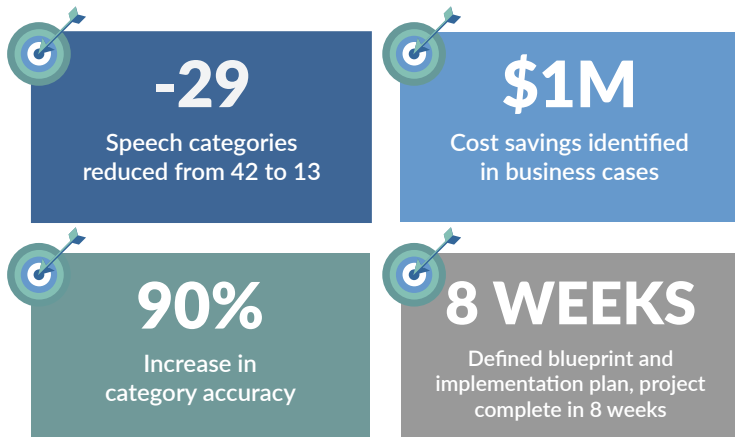 -29
Speech categories
reduced from 42 to 13
$1M
Cost savings identified
in business cases
90%
Increase in
category accuracy
8 WEEKS
Defined blueprint and
implementation plan, project
complete in 8 weeks